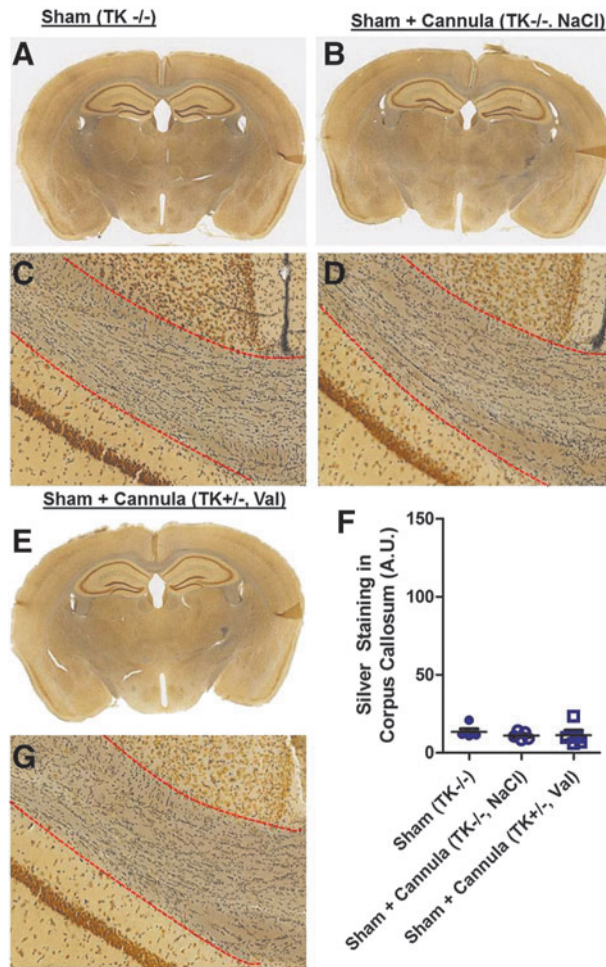 Sham (TK -/-)
Sham + Cannula (TK-/-. NaCl)
A
B
C
D
Sham + Cannula (TK+/-, Val)
E
F
Silver Staining in
Corpus Callosum (A.U.)
150
100
50
0
Sham (TK-/-)
Sham + Cannula (TK-/-, NaCl)
Sham + Cannula (TK+/-, Val)
G